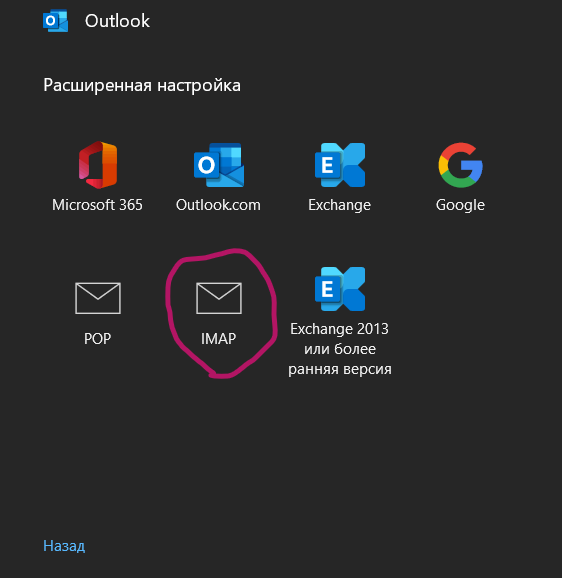 Outlook
Расширенная настройка
Microsoft 365
Outlook.com
Exchange
Google
POP
IMAP
Exchange 2013
или более
ранняя версия
Назад